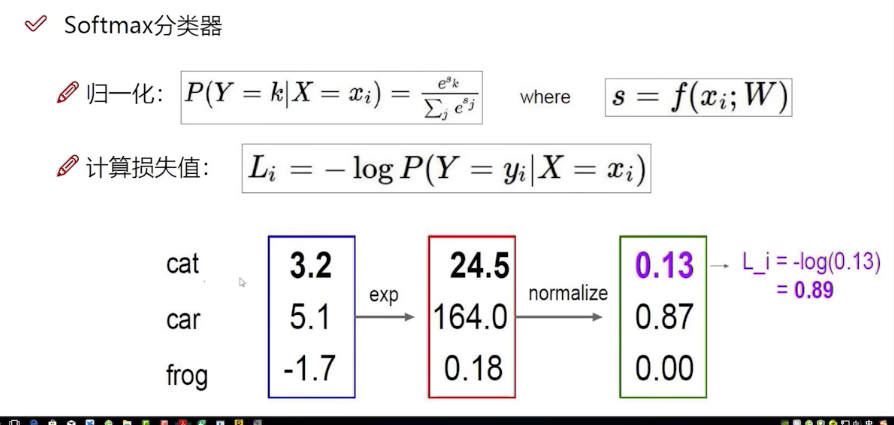 Softmax分类器
归一化： P(Y = k|X = x_i) = \frac{e^{s_k}}{\sum_j e^{s_j}} where s = f(x_i; W)
计算损失值： L_i = − log P(Y = y_i|X = x_i)
cat 3.2 24.5 0.13 → L_i = -log(0.13)
= 0.89
exp normalize
car 5.1 164.0 0.87
frog -1.7 0.18 0.00